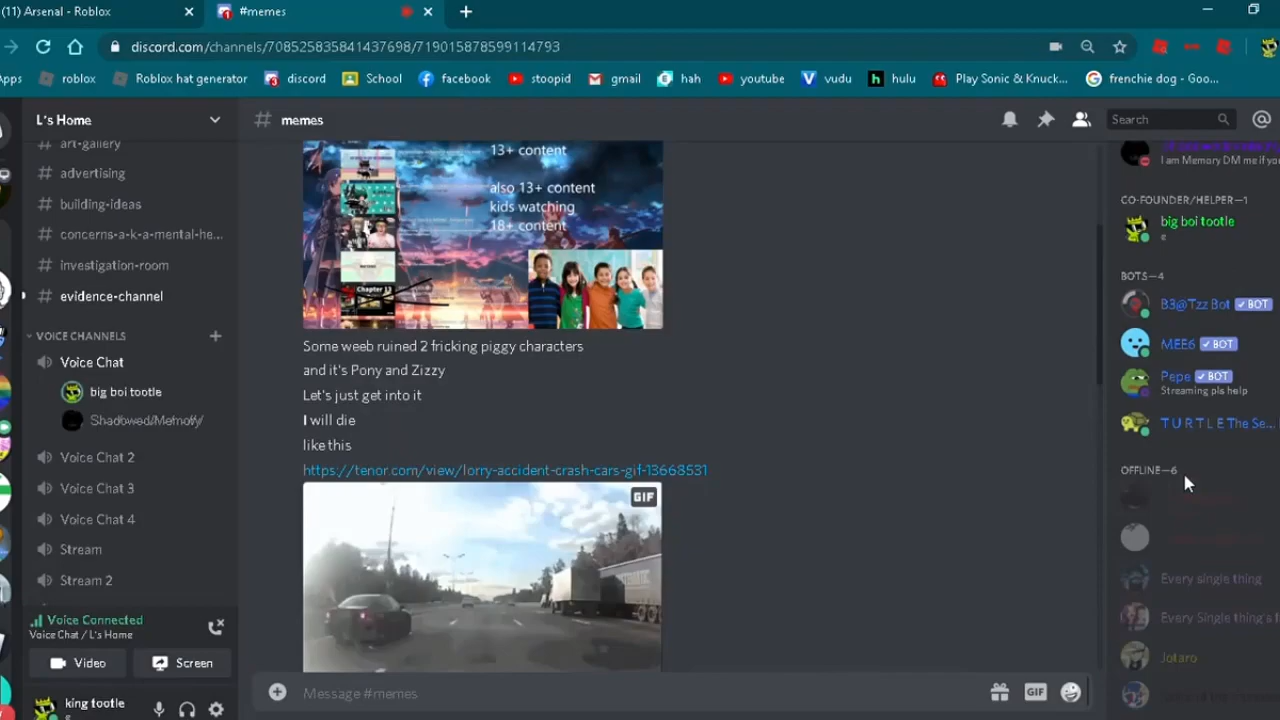 (11) Arsenal - Roblox
#memes
discord.com/channels/708525835841437698/719015878599114793
Apps
roblox
Roblox hat generator
discord
School
facebook
stoopid
gmail
hah
youtube
vudu
hulu
Play Sonic & Knuck...
frenchie dog - Goo...
L's Home
# memes
Search
# art-gallery
# advertising
# building-ideas
# concerns-a-k-a-mental-he...
# investigation-room
# evidence-channel
VOICE CHANNELS
Voice Chat
big boi tootle
Shadowed/Memory/
Voice Chat 2
Voice Chat 3
Voice Chat 4
Stream
Stream 2
Voice Connected
Voice Chat / L's Home
Video
Screen
king tootle
13+ content
also 13+ content
kids watching
18+ content
Chapter 12
Some weeb ruined 2 fricking piggy characters
and it's Pony and Zizzy
Let's just get into it
I will die
like this
https://tenor.com/view/lorry-accident-crash-cars-gif-13668531
GIF
Message #memes
GIF
I am Memory DM me if yo
CO-FOUNDER/HELPER—1
big boi tootle
e
BOTS—4
B3@Tzz Bot BOT
MEE6 BOT
Pepe BOT
Streaming pls help
T U R T L E The Se...
OFFLINE—6
Every single thing
Every Single thing's
Jotaro